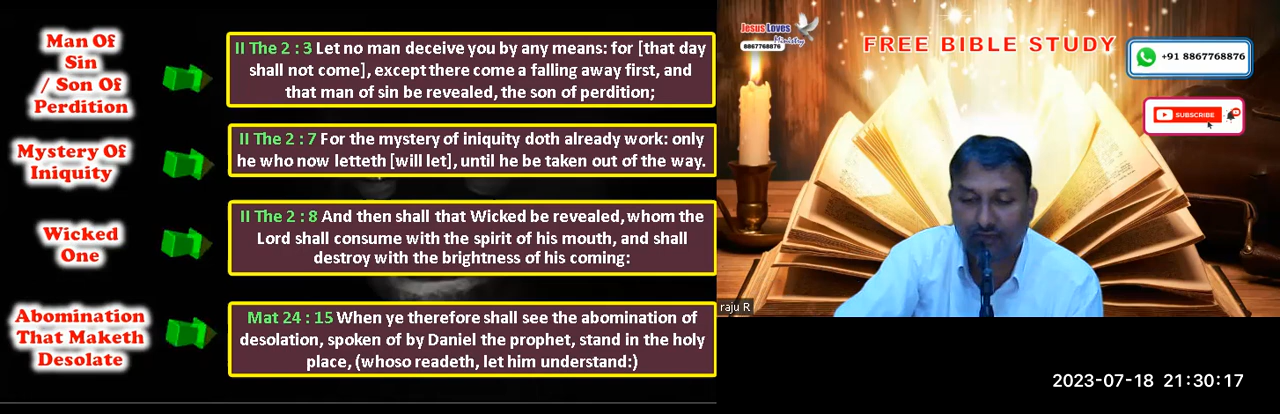 Man Of
Sin
/ Son Of
Perdition
II The 2 : 3 Let no man deceive you by any means: for [that day
shall not come], except there come a falling away first, and
that man of sin be revealed, the son of perdition;
Mystery Of
Iniquity
II The 2 : 7 For the mystery of iniquity doth already work: only
he who now letteth [will let], until he be taken out of the way.
Wicked
One
II The 2 : 8 And then shall that Wicked be revealed, whom the
Lord shall consume with the spirit of his mouth, and shall
destroy with the brightness of his coming:
Abomination
That Maketh
Desolate
Mat 24 : 15 When ye therefore shall see the abomination of
desolation, spoken of by Daniel the prophet, stand in the holy
place, (whoso readeth, let him understand:)
Jesus Loves
Ministry
8867768876
FREE BIBLE STUDY
+91 8867768876
SUBSCRIBE
raju R
2023-07-18 21:30:17